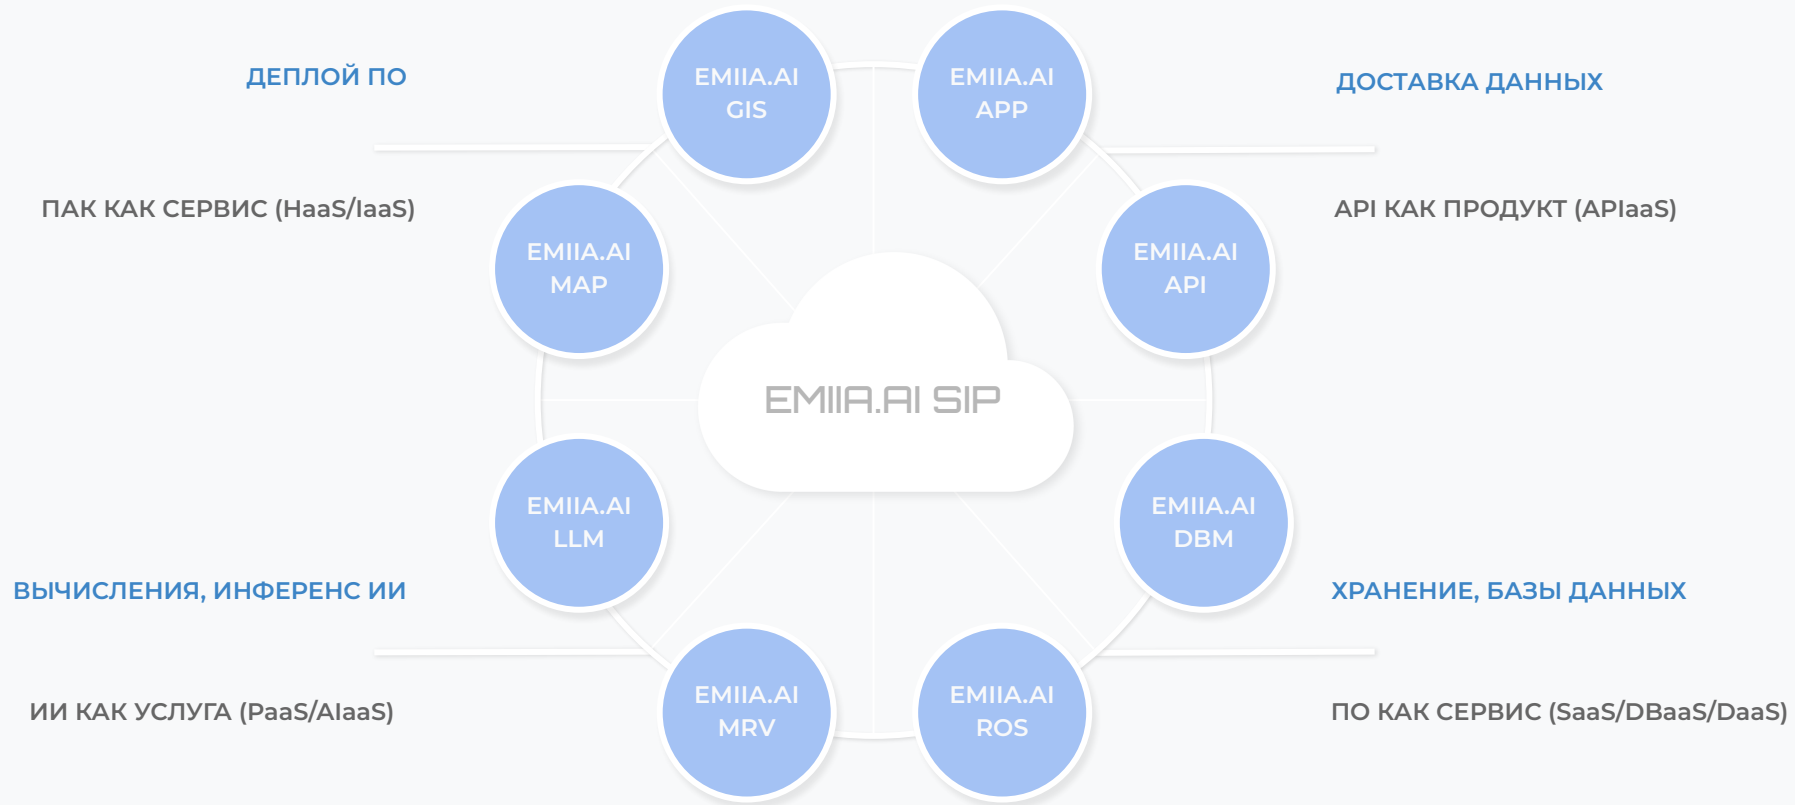 EMIIA.AI
GIS
EMIIA.AI
APP
ДЕПЛОЙ ПО
ДОСТАВКА ДАННЫХ
ПАК КАК СЕРВИС (HaaS/IaaS)
API КАК ПРОДУКТ (APIaaS)
EMIIA.AI
MAP
EMIIA.AI
API
EMIIA.AI SIP
EMIIA.AI
LLM
EMIIA.AI
DBM
ВЫЧИСЛЕНИЯ, ИНФЕРЕНС ИИ
ХРАНЕНИЕ, БАЗЫ ДАННЫХ
EMIIA.AI
MRV
EMIIA.AI
ROS
ИИ КАК УСЛУГА (PaaS/AIaaS)
ПО КАК СЕРВИС (SaaS/DBaaS/DaaS)